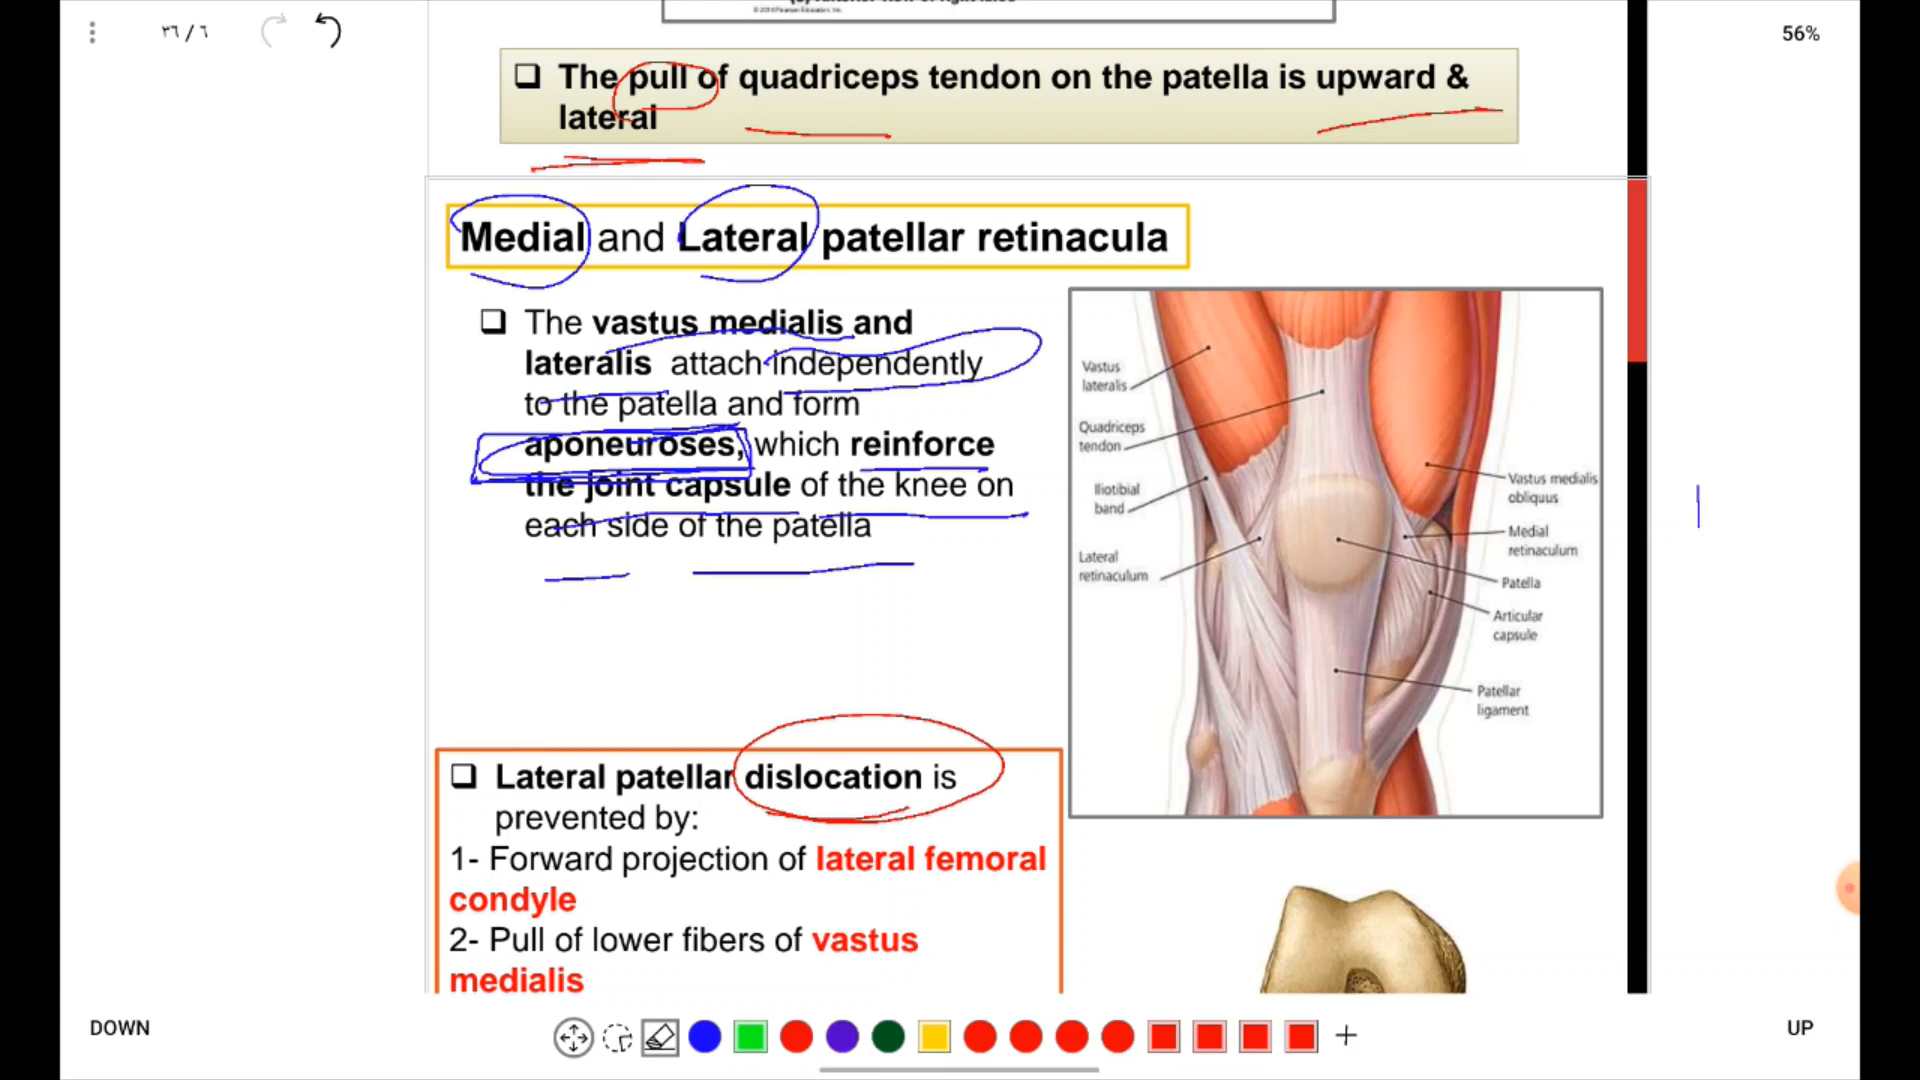 ٣٦ / ٦
56%
© 2010 Pearson Education, Inc.
❑ The pull of quadriceps tendon on the patella is upward &
lateral
Medial and Lateral patellar retinacula
❑ The vastus medialis and
lateralis attach independently
to the patella and form
aponeuroses, which reinforce
the joint capsule of the knee on
each side of the patella
Vastus
lateralis
Quadriceps
tendon
Iliotibial
band
Lateral
retinaculum
Vastus medialis
obliquus
Medial
retinaculum
Patella
Articular
capsule
Patellar
ligament
❑ Lateral patellar dislocation is
prevented by:
1- Forward projection of lateral femoral
condyle
2- Pull of lower fibers of vastus
medialis
DOWN
UP